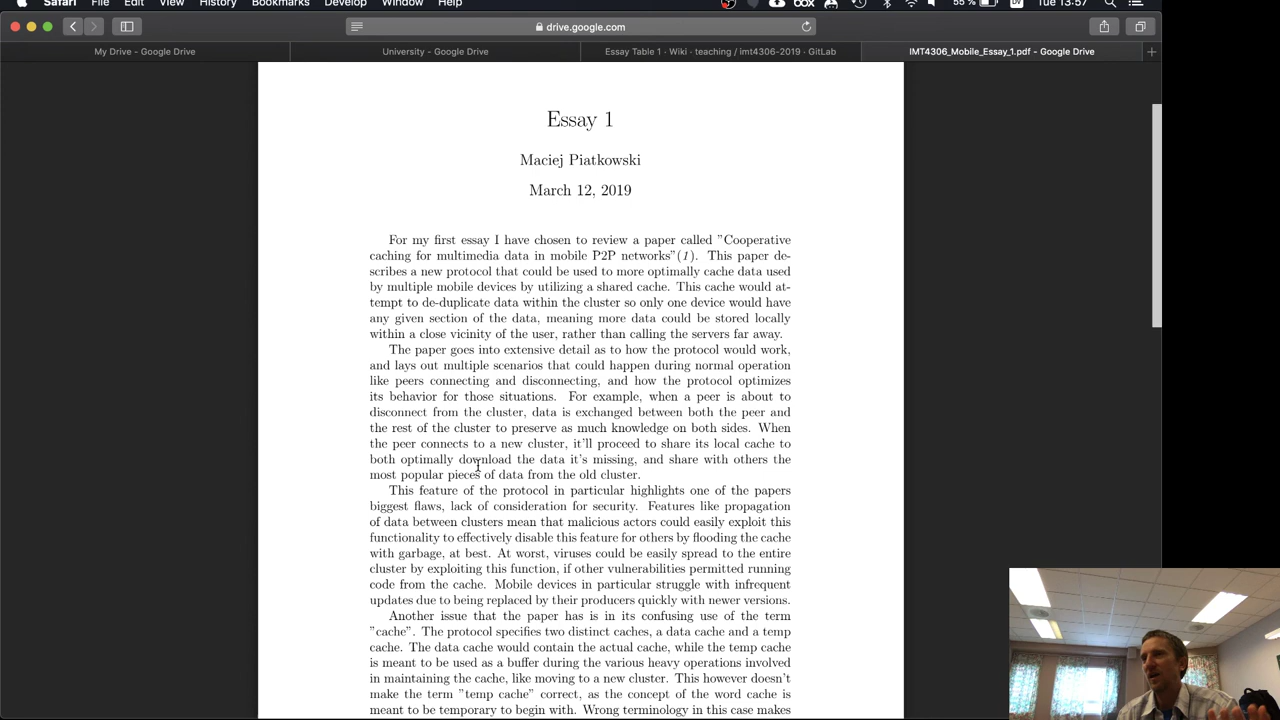 Safari File Edit View History Bookmarks Develop Window Help
box 55 % DV Tue 13:57
drive.google.com
My Drive - Google Drive
University - Google Drive
Essay Table 1 · Wiki · teaching / imt4306-2019 · GitLab
IMT4306_Mobile_Essay_1.pdf - Google Drive
Essay 1
Maciej Piatkowski
March 12, 2019
For my first essay I have chosen to review a paper called ”Cooperative
caching for multimedia data in mobile P2P networks”(1). This paper de-
scribes a new protocol that could be used to more optimally cache data used
by multiple mobile devices by utilizing a shared cache. This cache would at-
tempt to de-duplicate data within the cluster so only one device would have
any given section of the data, meaning more data could be stored locally
within a close vicinity of the user, rather than calling the servers far away.
The paper goes into extensive detail as to how the protocol would work,
and lays out multiple scenarios that could happen during normal operation
like peers connecting and disconnecting, and how the protocol optimizes
its behavior for those situations. For example, when a peer is about to
disconnect from the cluster, data is exchanged between both the peer and
the rest of the cluster to preserve as much knowledge on both sides. When
the peer connects to a new cluster, it’ll proceed to share its local cache to
both optimally download the data it’s missing, and share with others the
most popular pieces of data from the old cluster.
This feature of the protocol in particular highlights one of the papers
biggest flaws, lack of consideration for security. Features like propagation
of data between clusters mean that malicious actors could easily exploit this
functionality to effectively disable this feature for others by flooding the cache
with garbage, at best. At worst, viruses could be easily spread to the entire
cluster by exploiting this function, if other vulnerabilities permitted running
code from the cache. Mobile devices in particular struggle with infrequent
updates due to being replaced by their producers quickly with newer versions.
Another issue that the paper has is in its confusing use of the term
”cache”. The protocol specifies two distinct caches, a data cache and a temp
cache. The data cache would contain the actual cache, while the temp cache
is meant to be used as a buffer during the various heavy operations involved
in maintaining the cache, like moving to a new cluster. This however doesn’t
make the term ”temp cache” correct, as the concept of the word cache is
meant to be temporary to begin with. Wrong terminology in this case makes